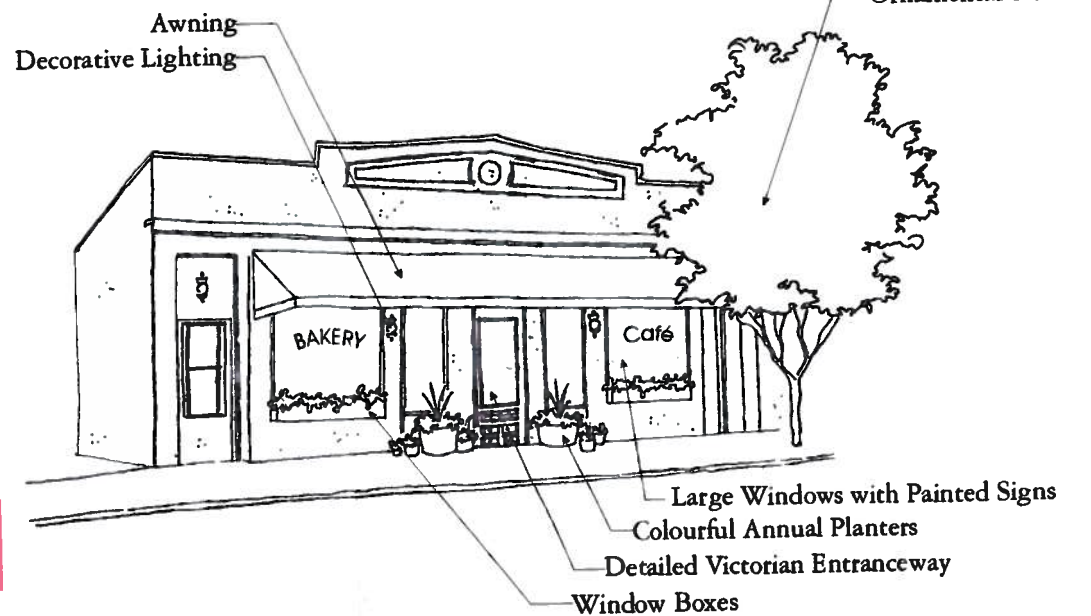 Awning
Decorative Lighting
BAKERY
Café
Large Windows with Painted Signs
Colourful Annual Planters
Detailed Victorian Entranceway
Window Boxes